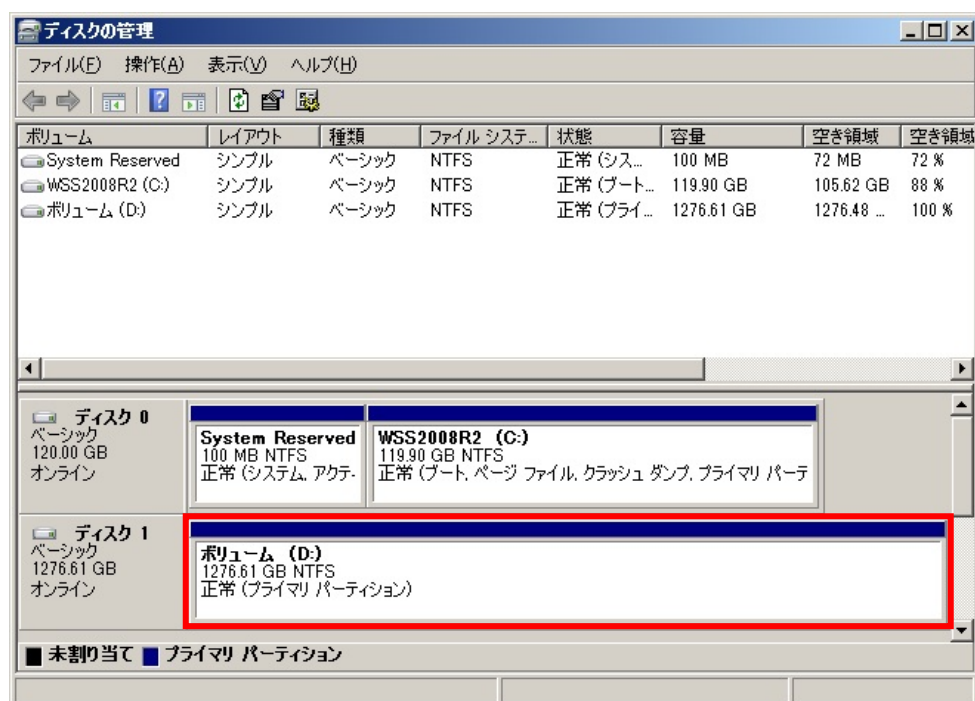 ディスクの管理
ファイル(F) 操作(A) 表示(V) ヘルプ(H)
ボリューム レイアウト 種類 ファイル システ... 状態 容量 空き領域 空き領域
System Reserved シンプル ベーシック NTFS 正常 (シス... 100 MB 72 MB 72 %
WSS2008R2 (C:) シンプル ベーシック NTFS 正常 (ブート... 119.90 GB 105.62 GB 88 %
ボリューム (D:) シンプル ベーシック NTFS 正常 (プライ... 1276.61 GB 1276.48 ... 100 %
ディスク 0
ベーシック
120.00 GB
オンライン
System Reserved
100 MB NTFS
正常 (システム, アクテ
WSS2008R2 (C:)
119.90 GB NTFS
正常 (ブート, ページ ファイル, クラッシュ ダンプ, プライマリ パーテ
ディスク 1
ベーシック
1276.61 GB
オンライン
ボリューム (D:)
1276.61 GB NTFS
正常 (プライマリ パーティション)
未割り当て プライマリ パーティション